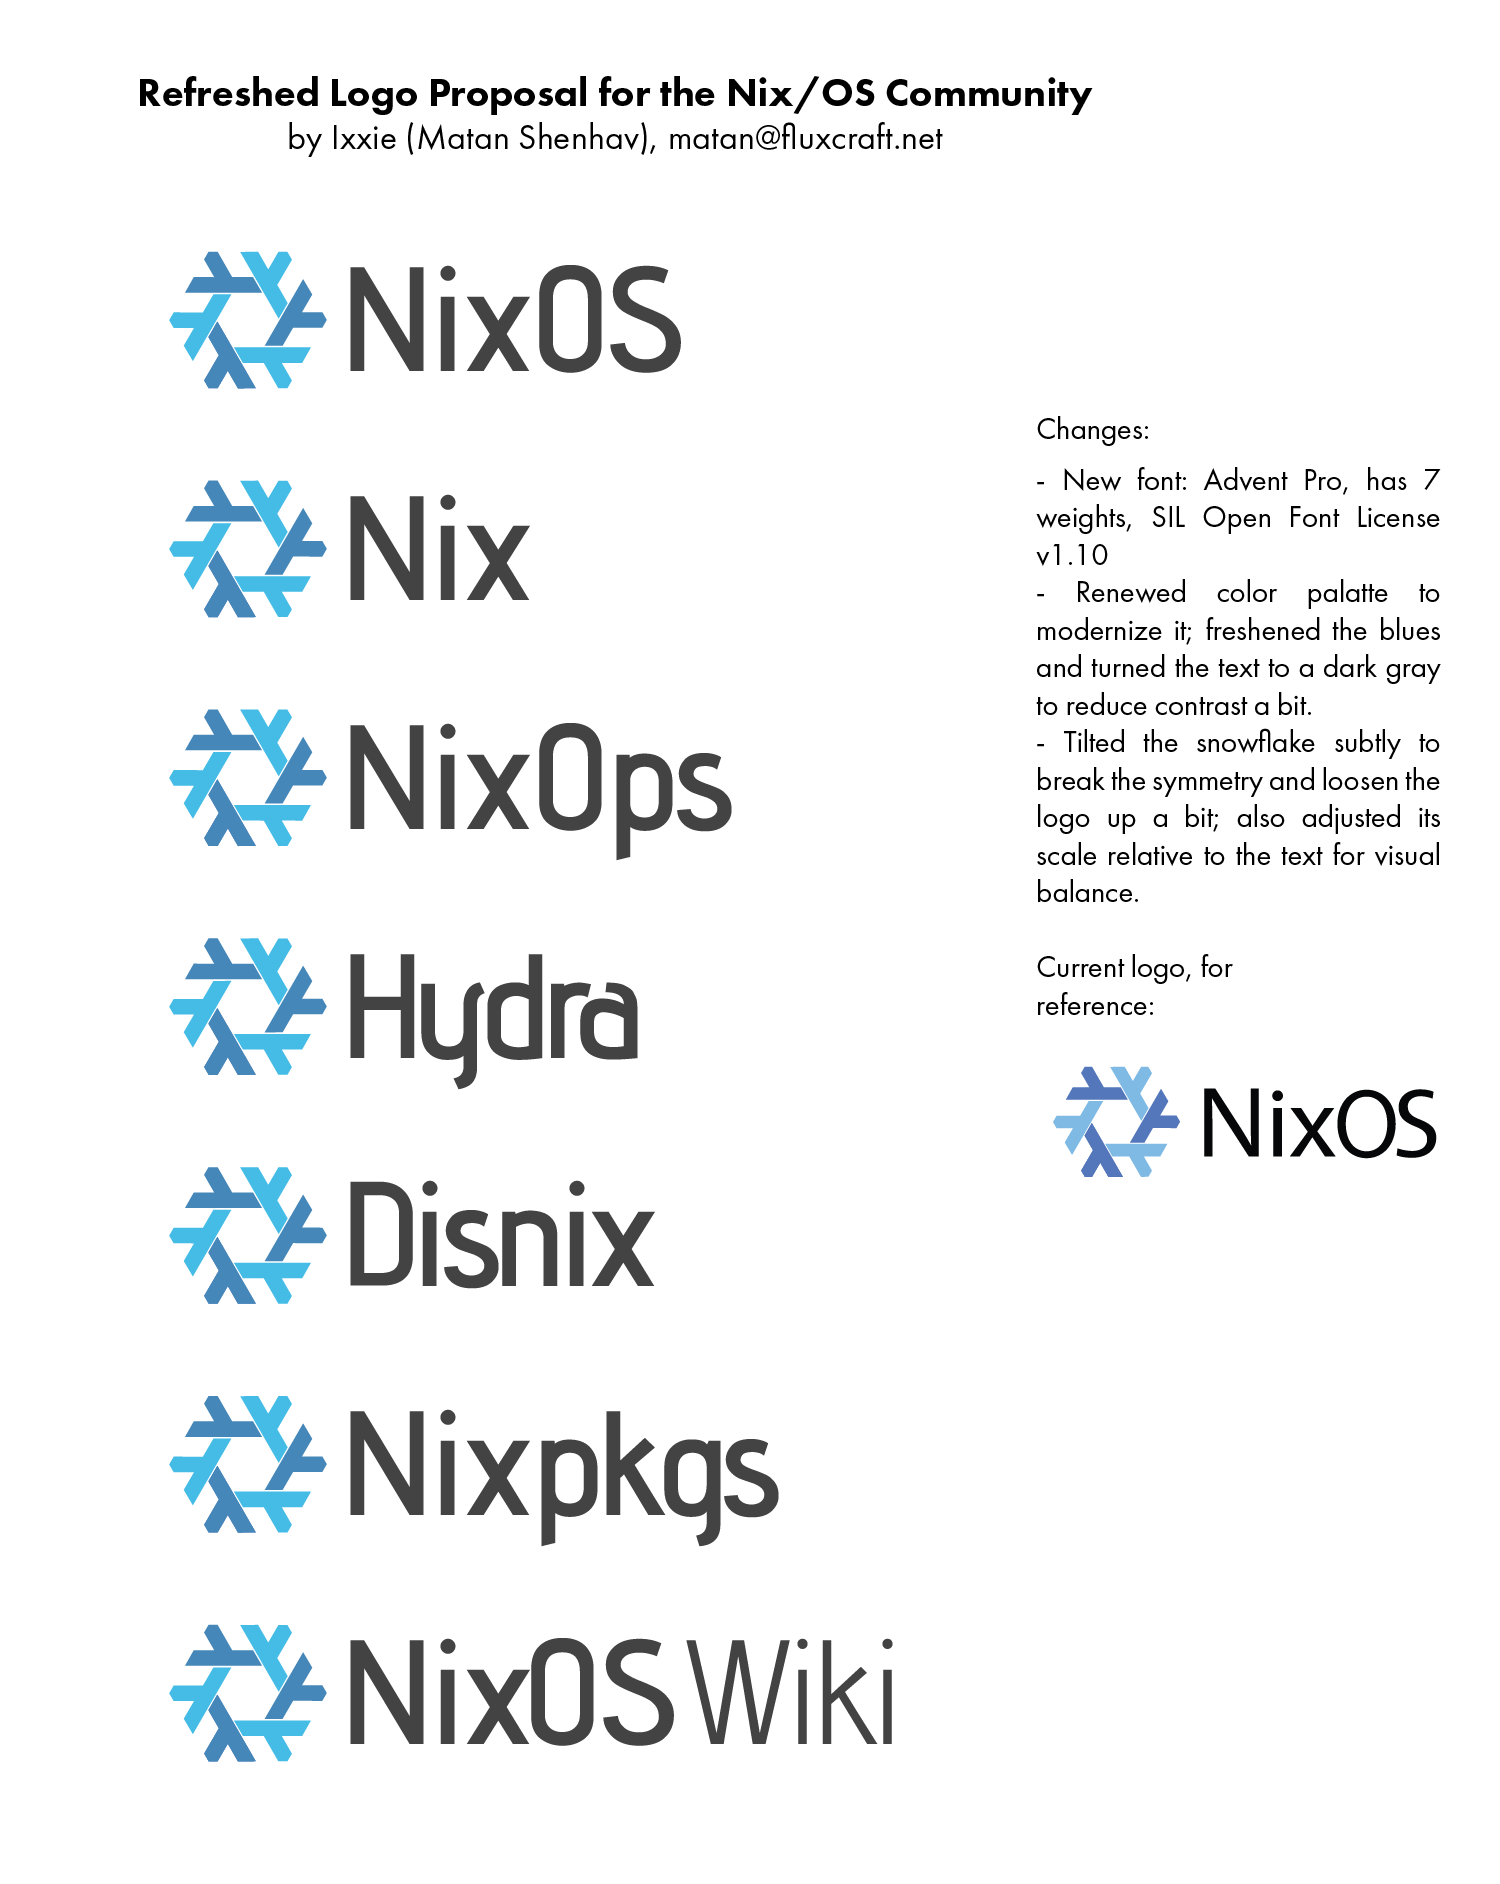 Refreshed Logo Proposal for the Nix/OS Community
by Ixxie (Matan Shenhav), matan@fluxcraft.net
NixOS
Nix
NixOps
Hydra
Disnix
Nixpkgs
NixOS Wiki
Changes:
- New font: Advent Pro, has 7
weights, SIL Open Font License
v1.10
- Renewed color palatte to
modernize it; freshened the blues
and turned the text to a dark gray
to reduce contrast a bit.
- Tilted the snowflake subtly to
break the symmetry and loosen the
logo up a bit; also adjusted its
scale relative to the text for visual
balance.
Current logo, for
reference:
NixOS